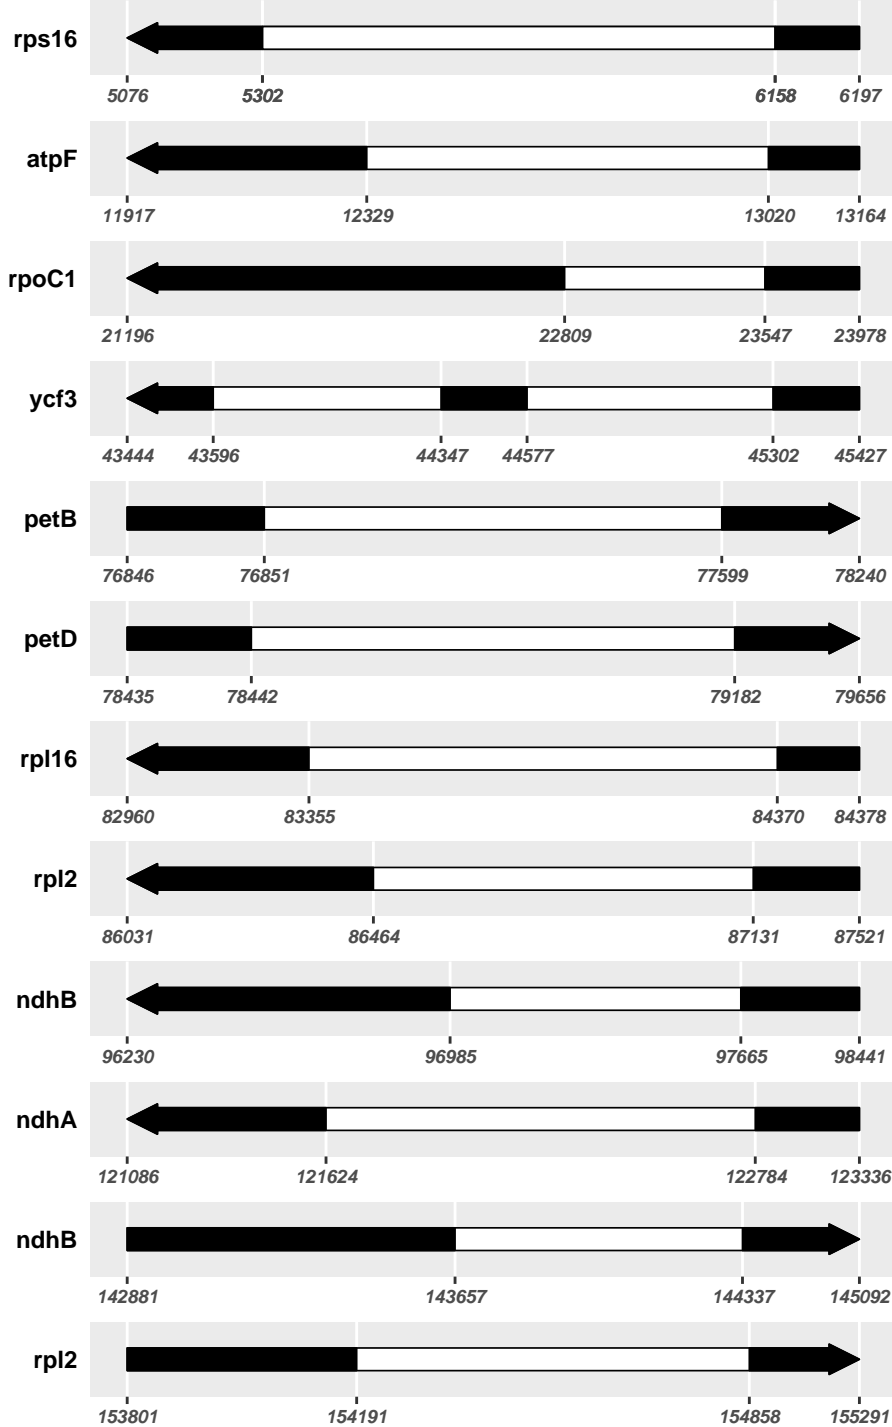 rps16
5076 5302 6158 6197
atpF
11917 12329 13020 13164
rpoC1
21196 22809 23547 23978
ycf3
43444 43596 44347 44577 45302 45427
petB
76846 76851 77599 78240
petD
78435 78442 79182 79656
rpl16
82960 83355 84370 84378
rpl2
86031 86464 87131 87521
ndhB
96230 96985 97665 98441
ndhA
121086 121624 122784 123336
ndhB
142881 143657 144337 145092
rpl2
153801 154191 154858 155291